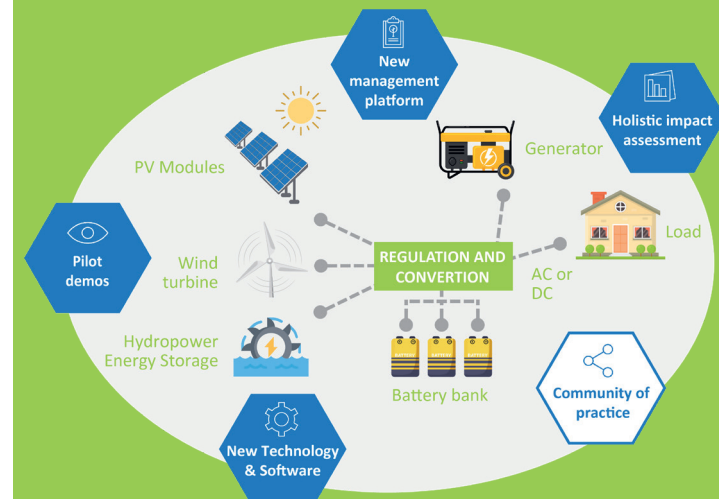 New
management
platform
Holistic impact
assessment
Generator
PV Modules
Load
Pilot
demos
Wind
turbine
REGULATION AND
CONVERTION
AC or
DC
Hydropower
Energy Storage
BATTERY
BATTERY
BATTERY
Battery bank
Community of
practice
New Technology
& Software